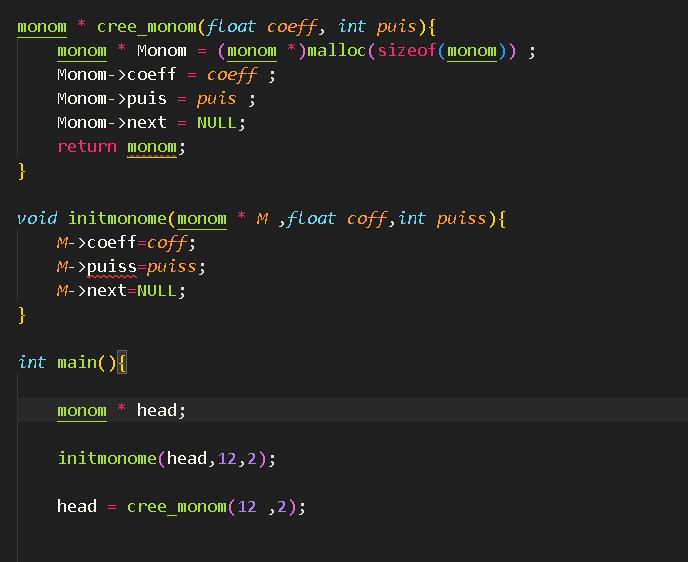 monom * cree_monom(float coeff, int puis){
monom * Monom = (monom *)malloc(sizeof(monom)) ;
Monom->coeff = coeff ;
Monom->puis = puis ;
Monom->next = NULL;
return monom;
}
void initmonome(monom * M ,float coff,int puiss){
M->coeff=coff;
M->puiss=puiss;
M->next=NULL;
}
int main(){
monom * head;
initmonome(head,12,2);
head = cree_monom(12 ,2);